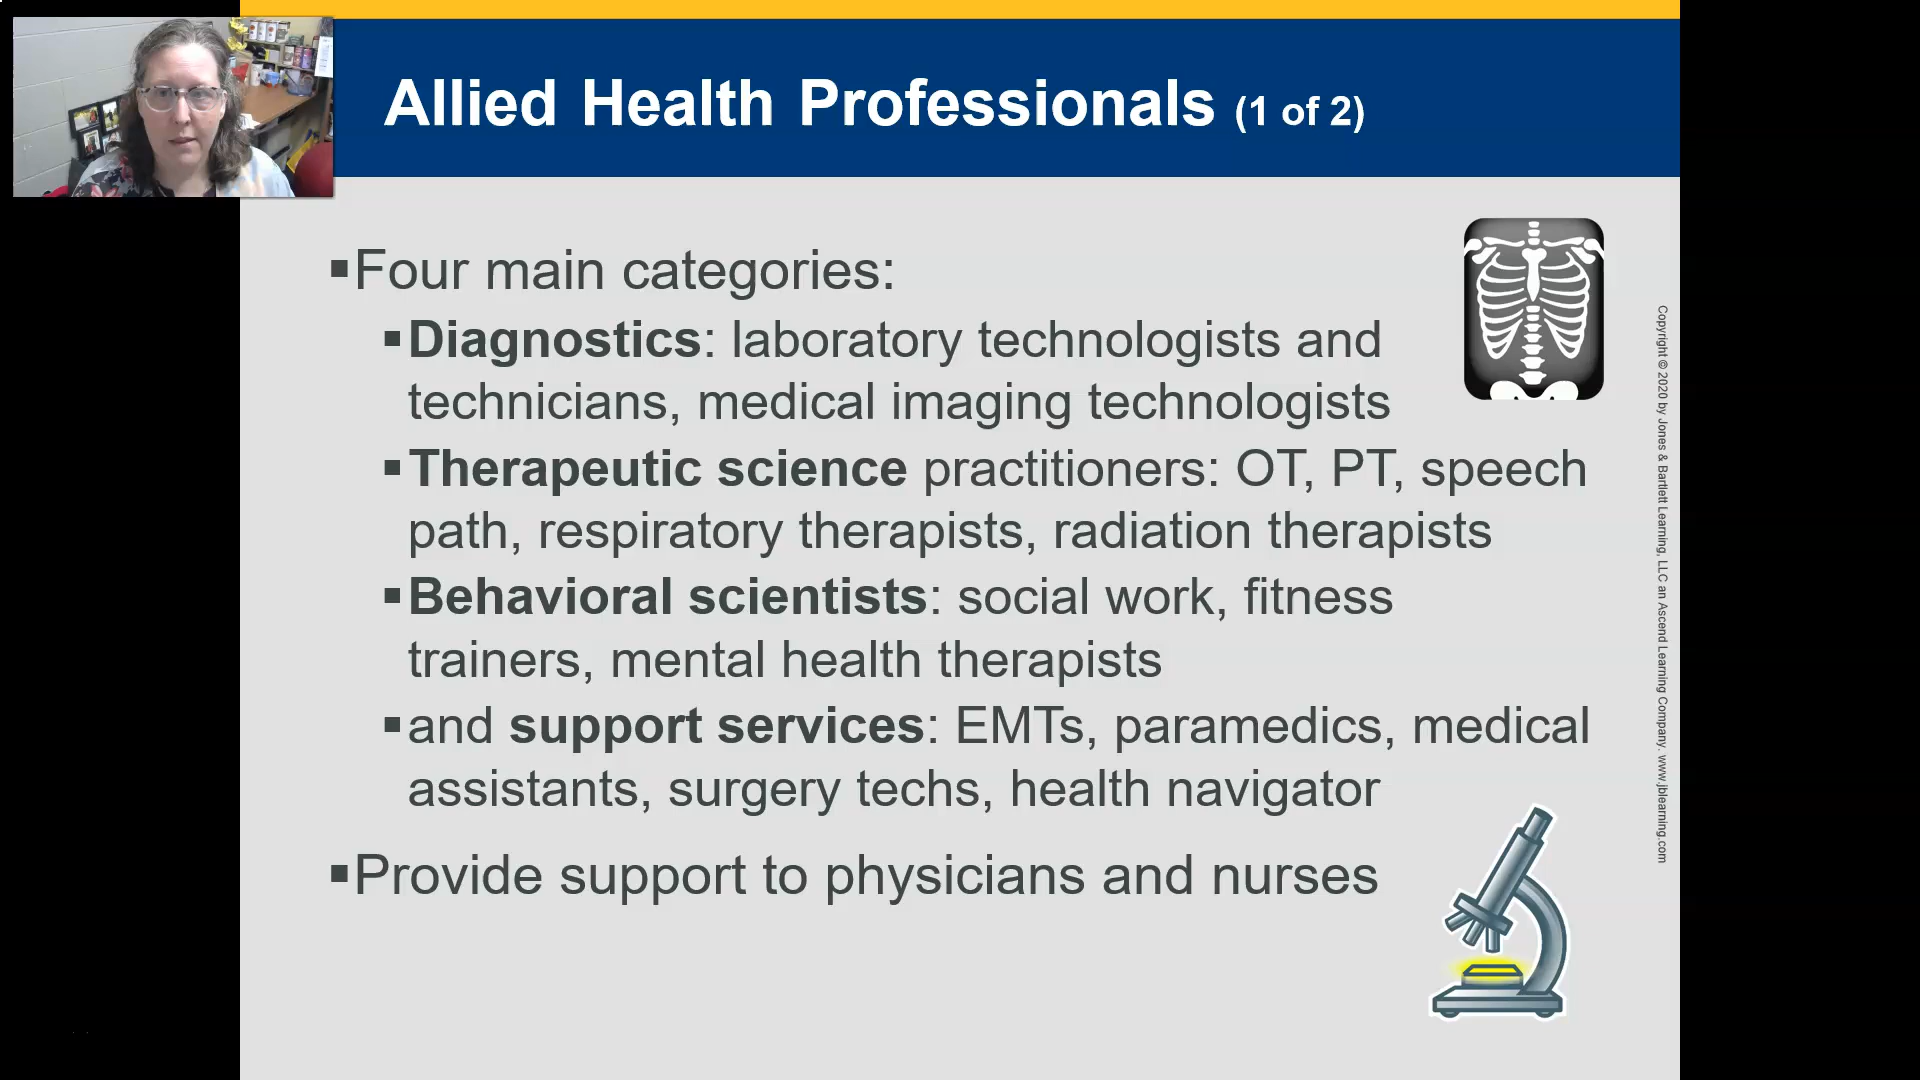 Allied Health Professionals (1 of 2)
▪Four main categories:
▪Diagnostics: laboratory technologists and
technicians, medical imaging technologists
▪Therapeutic science practitioners: OT, PT, speech
path, respiratory therapists, radiation therapists
▪Behavioral scientists: social work, fitness
trainers, mental health therapists
▪and support services: EMTs, paramedics, medical
assistants, surgery techs, health navigator
▪Provide support to physicians and nurses
Copyright © 2020 by Jones & Bartlett Learning, LLC an Ascend Learning Company. www.jblearning.com